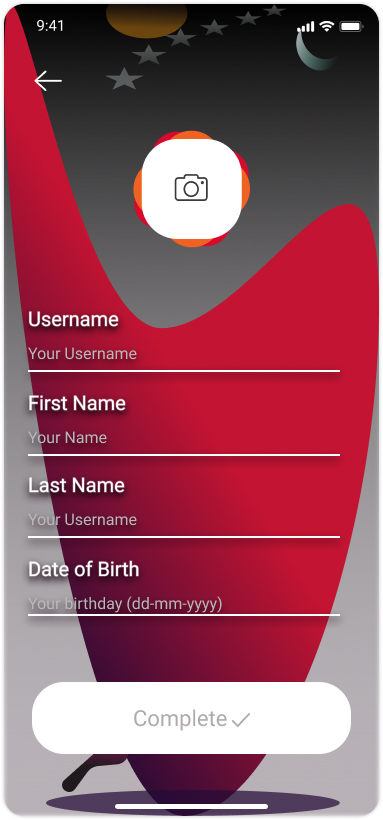 9:41
Username
Your Username
First Name
Your Name
Last Name
Your Username
Date of Birth
Your birthday (dd-mm-yyyy)
Complete